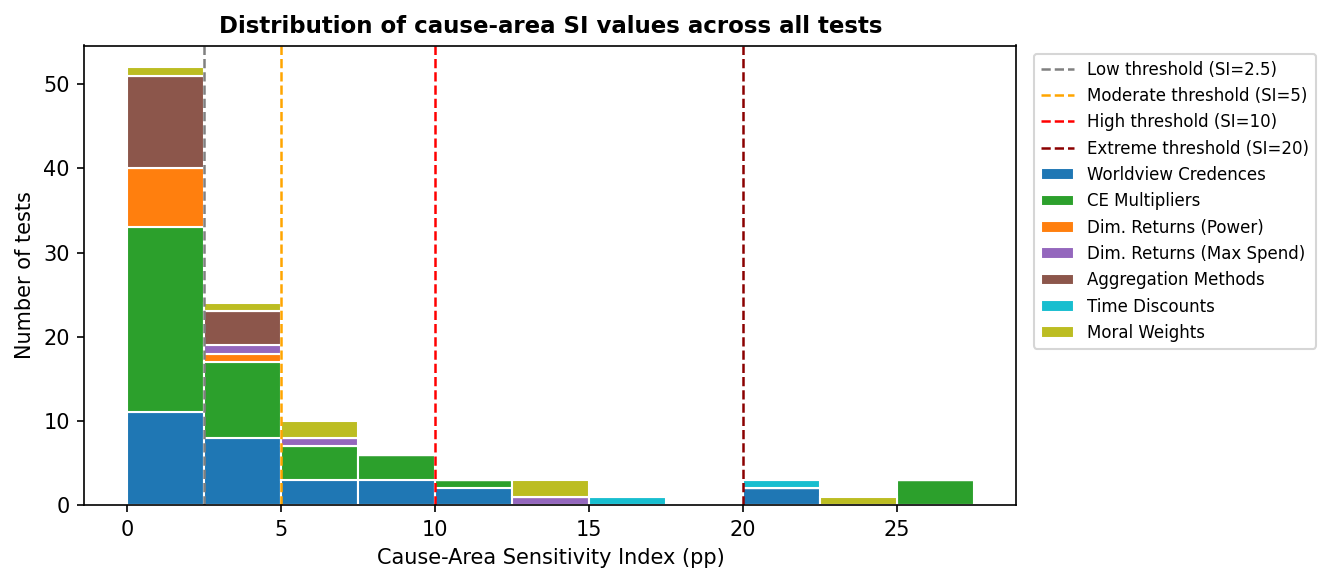 Distribution of cause-area SI values across all tests
Number of tests
50
40
30
20
10
0
0 5 10 15 20 25
Cause-Area Sensitivity Index (pp)
Low threshold (SI=2.5)
Moderate threshold (SI=5)
High threshold (SI=10)
Extreme threshold (SI=20)
Worldview Credences
CE Multipliers
Dim. Returns (Power)
Dim. Returns (Max Spend)
Aggregation Methods
Time Discounts
Moral Weights